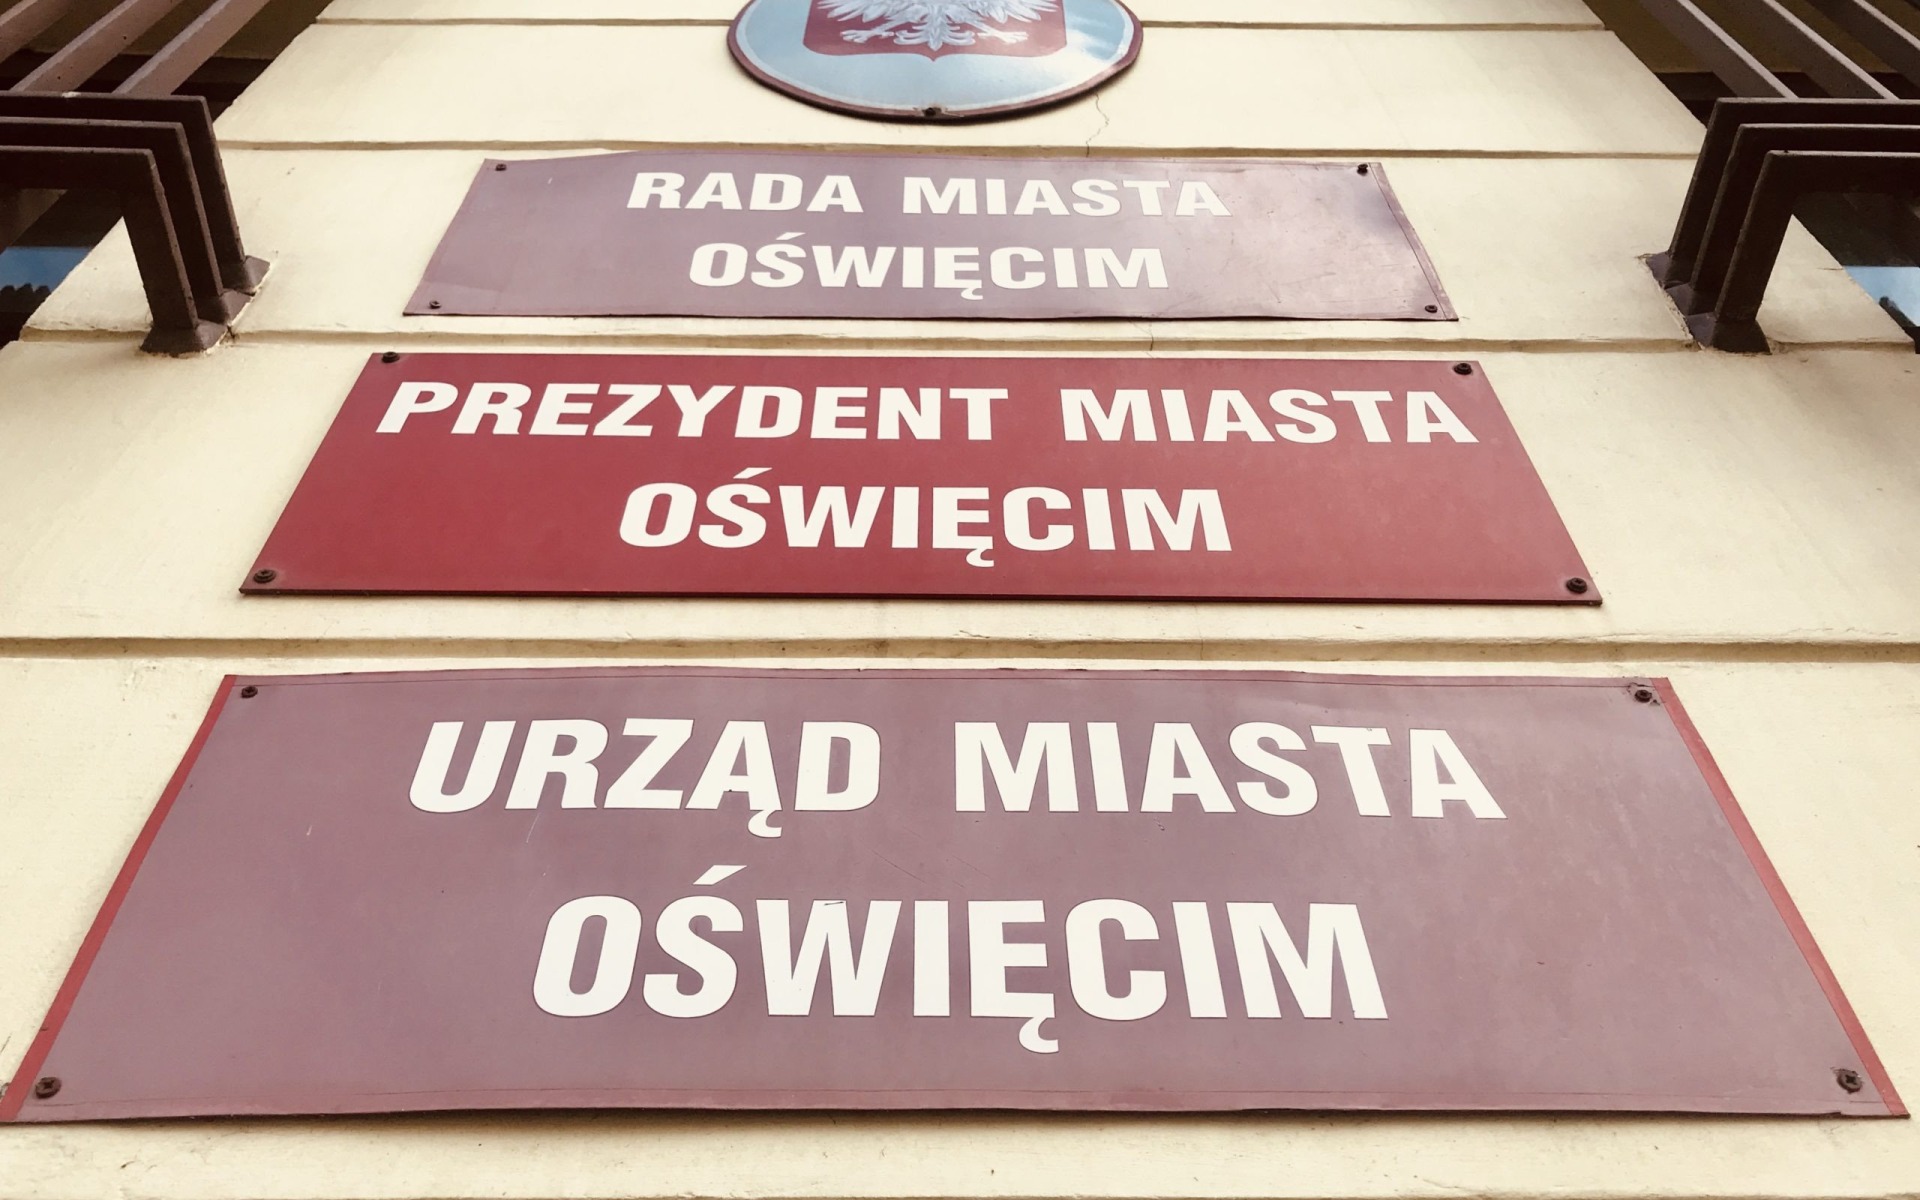 RADA MIASTA
OŚWIĘCIM
PREZYDENT MIASTA
OŚWIĘCIM
URZĄD MIASTA
OŚWIĘCIM